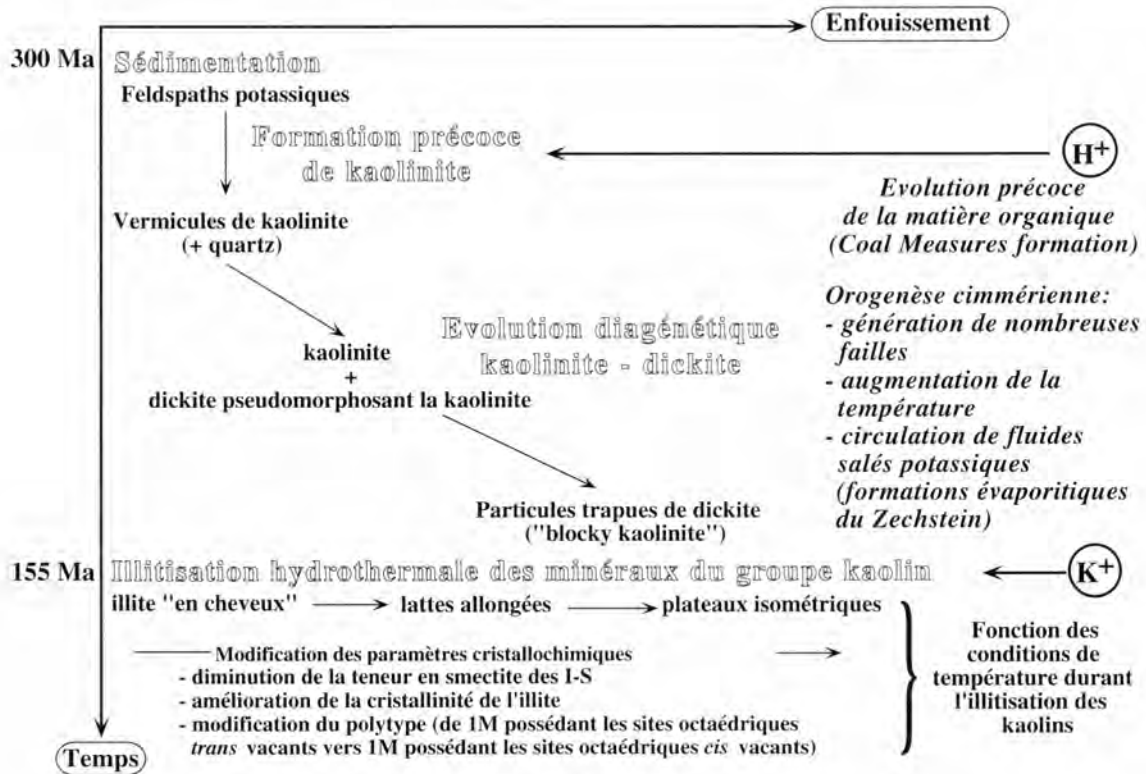 Enfouissement
300 Ma
Sédimentation
Feldspaths potassiques
Formation précoce
de kaolinite
H+
Evolution précoce
de la matière organique
(Coal Measures formation)
Vermicules de kaolinite
(+ quartz)
Orogenèse cimmérienne:
- génération de nombreuses
failles
- augmentation de la
température
- circulation de fluides
salés potassiques
(formations évaporitiques
du Zechstein)
Evolution diagénétique
kaolinite - dickite
kaolinite
+
dickite pseudomorphosant la kaolinite
Particules trapues de dickite
("blocky kaolinite")
155 Ma
Illitisation hydrothermale des minéraux du groupe kaolin
K+
illite "en cheveux"
lattes allongées
plateaux isométriques
Modification des paramètres cristallochimiques
- diminution de la teneur en smectite des I-S
- amélioration de la cristallinité de l'illite
- modification du polytype (de 1M possédant les sites octaédriques
trans vacants vers 1M possédant les sites octaédriques cis vacants)
Fonction des
conditions de
température durant
l'illitisation des
kaolins
Temps